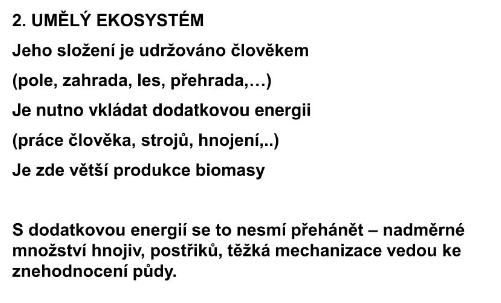 2. UMĚLÝ EKOSYSTÉM
Jeho složení je udržováno člověkem
(pole, zahrada, les, přehrada,…)
Je nutno vkládat dodatkovou energii
(práce člověka, strojů, hnojení,..)
Je zde větší produkce biomasy
S dodatkovou energií se to nesmí přehánět – nadměrné
množství hnojiv, postřiků, těžká mechanizace vedou ke
znehodnocení půdy.